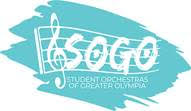 SOGO
STUDENT ORCHESTRAS
OF GREATER OLYMPIA